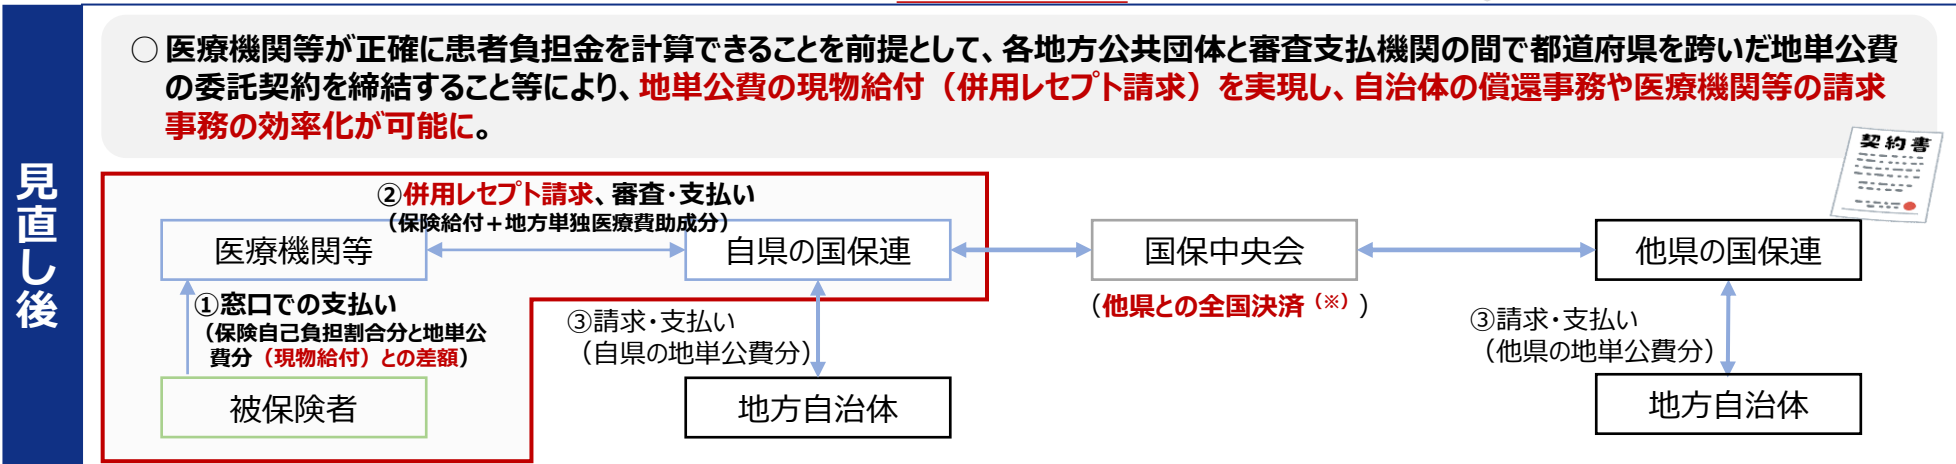 見直し後
○ 医療機関等が正確に患者負担金を計算できることを前提として、各地方公共団体と審査支払機関の間で都道府県を跨いだ地単公費
の委託契約を締結すること等により、地単公費の現物給付（併用レセプト請求）を実現し、自治体の償還事務や医療機関等の請求
事務の効率化が可能に。
契約書
②併用レセプト請求、審査・支払い
（保険給付＋地方単独医療費助成分）
医療機関等
自県の国保連
国保中央会
他県の国保連
①窓口での支払い
（保険自己負担割合分と地単公
費分（現物給付）との差額）
③請求・支払い
（自県の地単公費分）
（他県との全国決済（※））
③請求・支払い
（他県の地単公費分）
被保険者
地方自治体
地方自治体